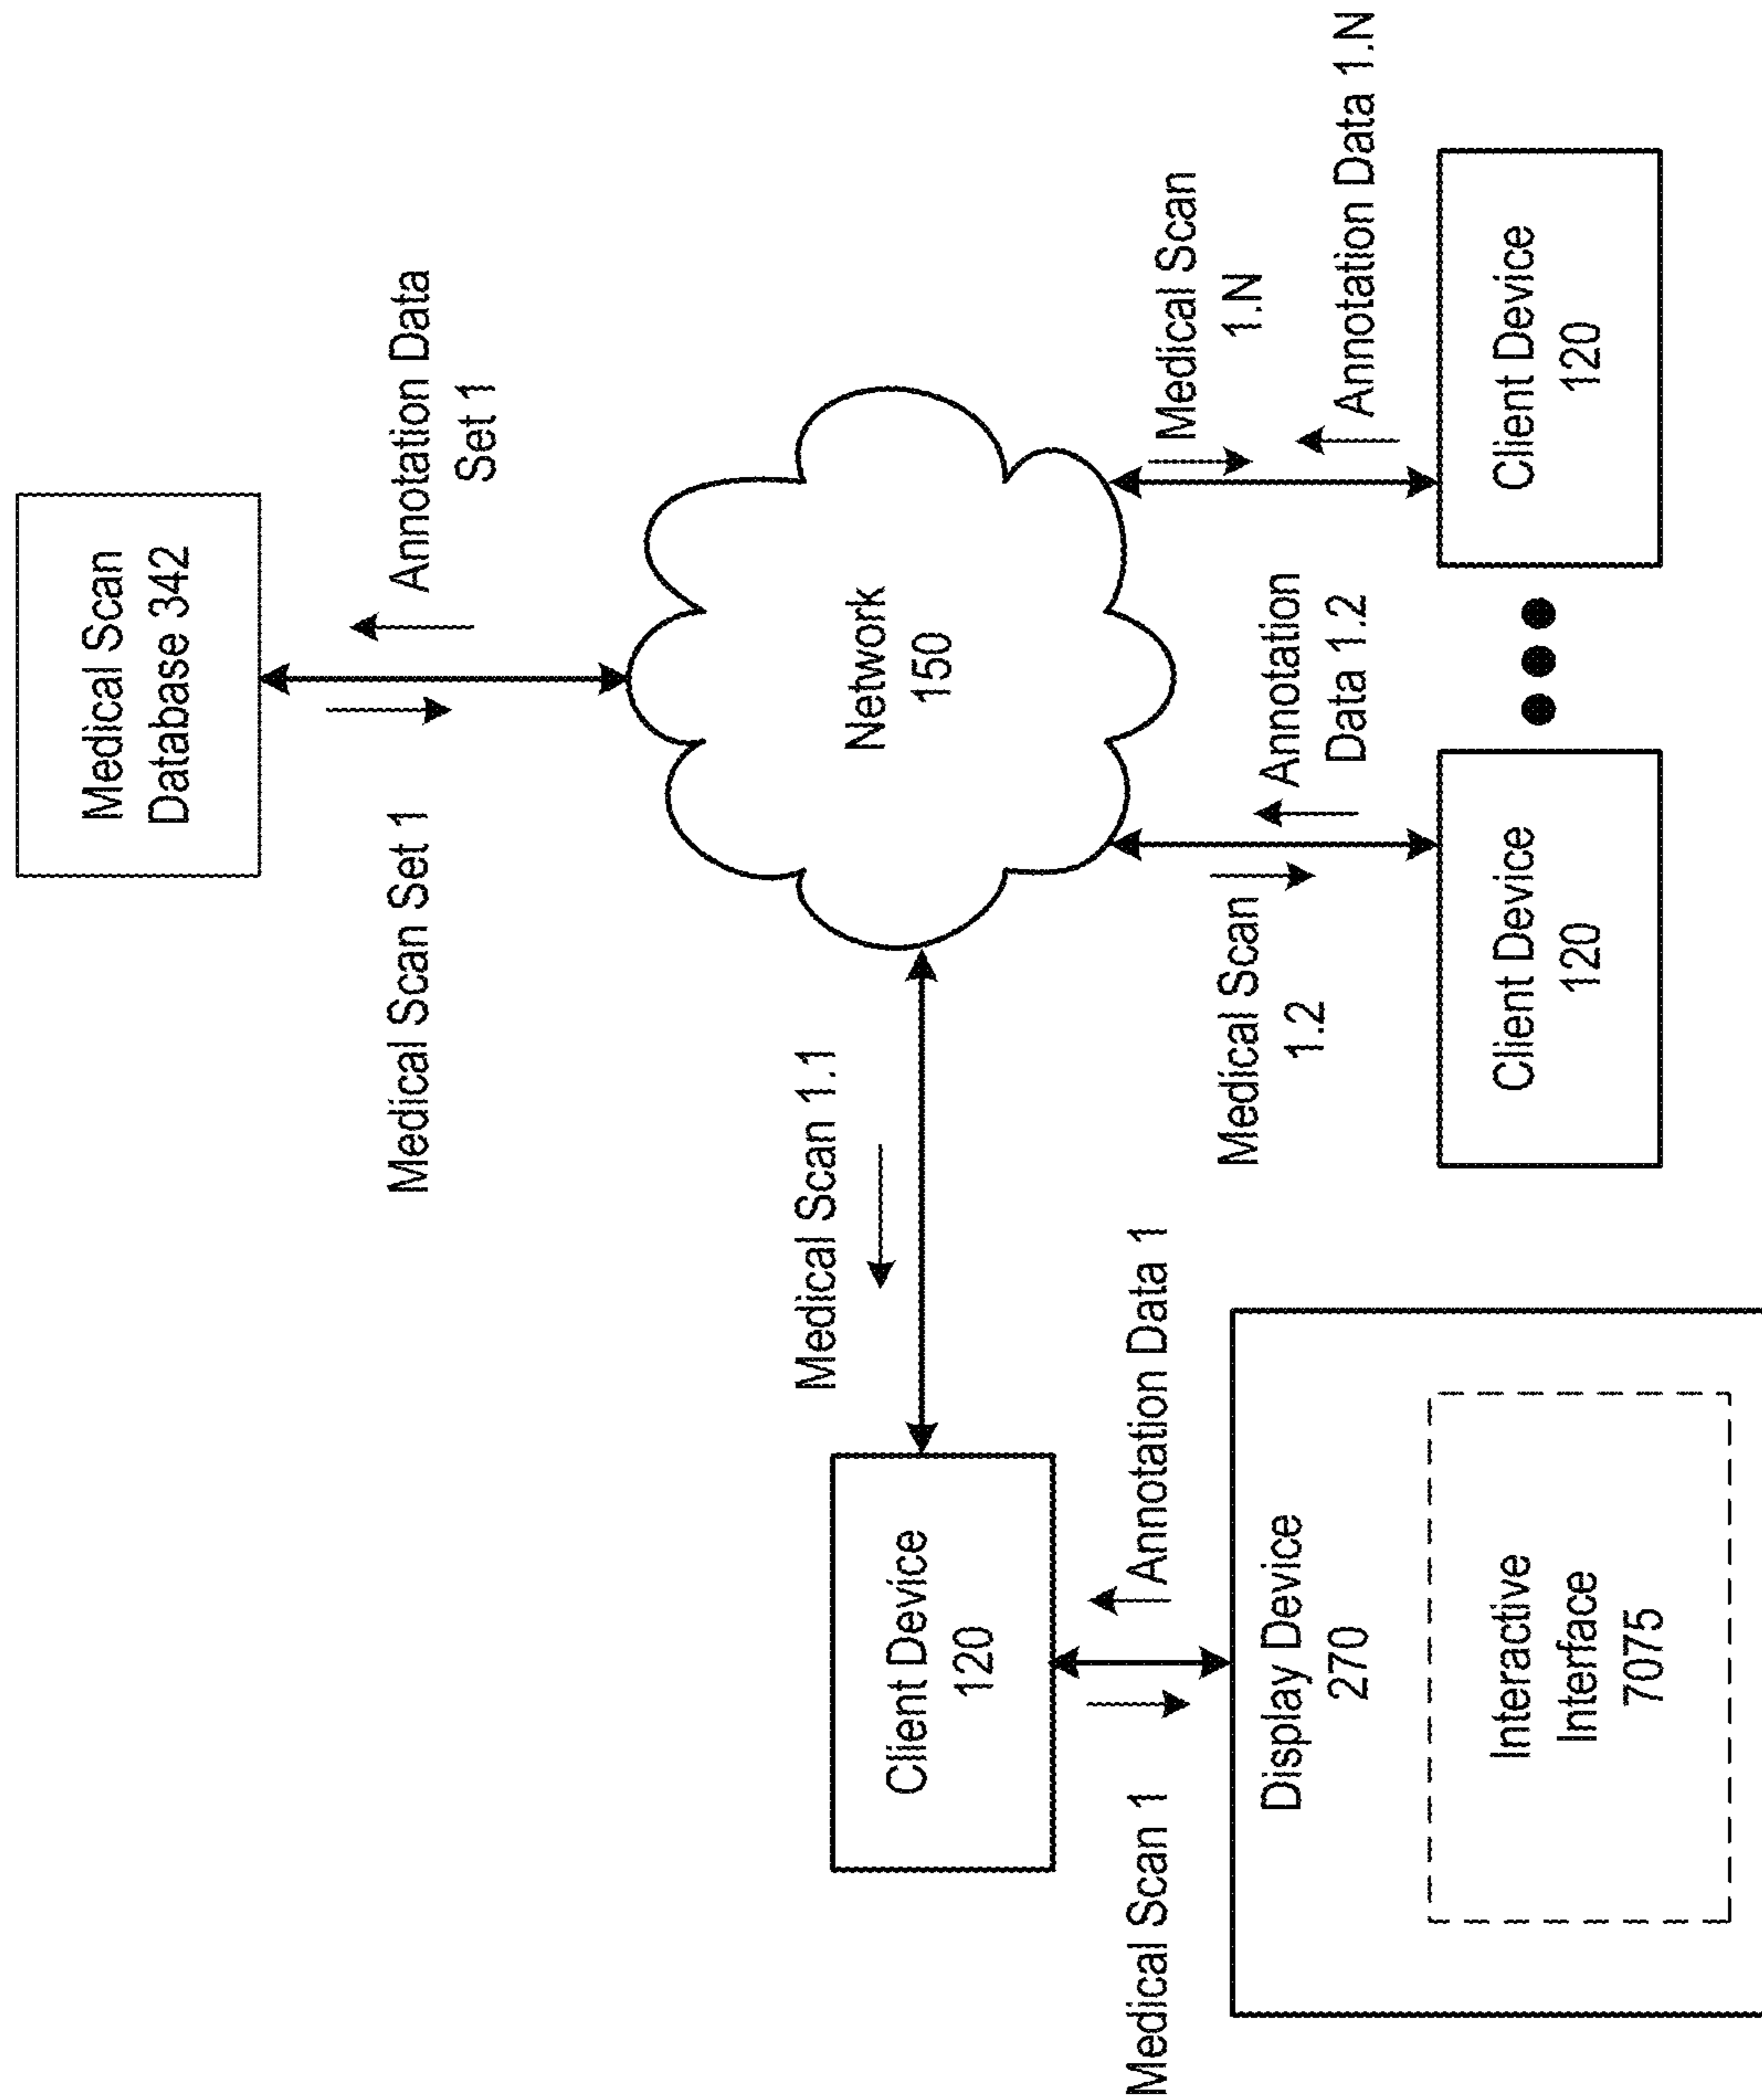 Medical Scan
Database 342
Medical Scan Set 1
Annotation Data
Set 1
Network
150
Medical Scan 1.1
Client Device
120
Medical Scan 1
Annotation Data 1
Display Device
270
Interactive
Interface
7075
Medical Scan
1.2
Annotation
Data 1.2
Client Device
120
Medical Scan
1.N
Annotation Data 1.N
Client Device
120